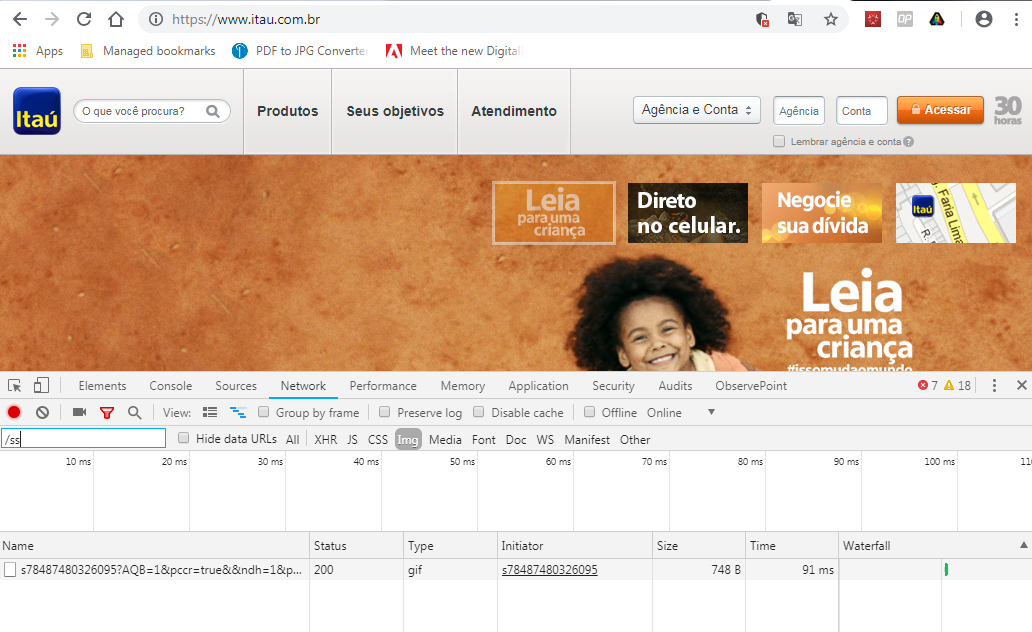 https://www.itau.com.br
Apps Managed bookmarks PDF to JPG Converter Meet the new Digital
Itaú O que você procura? Produtos Seus objetivos Atendimento Agência e Conta Agência Conta Acessar 30 horas
Lembrar agência e conta ?
Leia para uma criança
Direto no celular.
Negocie sua dívida
Itaú Faria Lima R.
Leia
para uma
criança
#issomudaomundo
Elements Console Sources Network Performance Memory Application Security Audits ObservePoint 7 18
View: Group by frame Preserve log Disable cache Offline Online
/ss Hide data URLs All XHR JS CSS Img Media Font Doc WS Manifest Other
10 ms 20 ms 30 ms 40 ms 50 ms 60 ms 70 ms 80 ms 90 ms 100 ms 11
Name Status Type Initiator Size Time Waterfall
s78487480326095?AQB=1&pccr=true&&ndh=1&p... 200 gif s78487480326095 748 B 91 ms